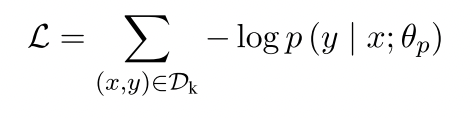 ℒ = ∑_{(x,y)∈𝒟_k} − log p (y | x; θ_p)